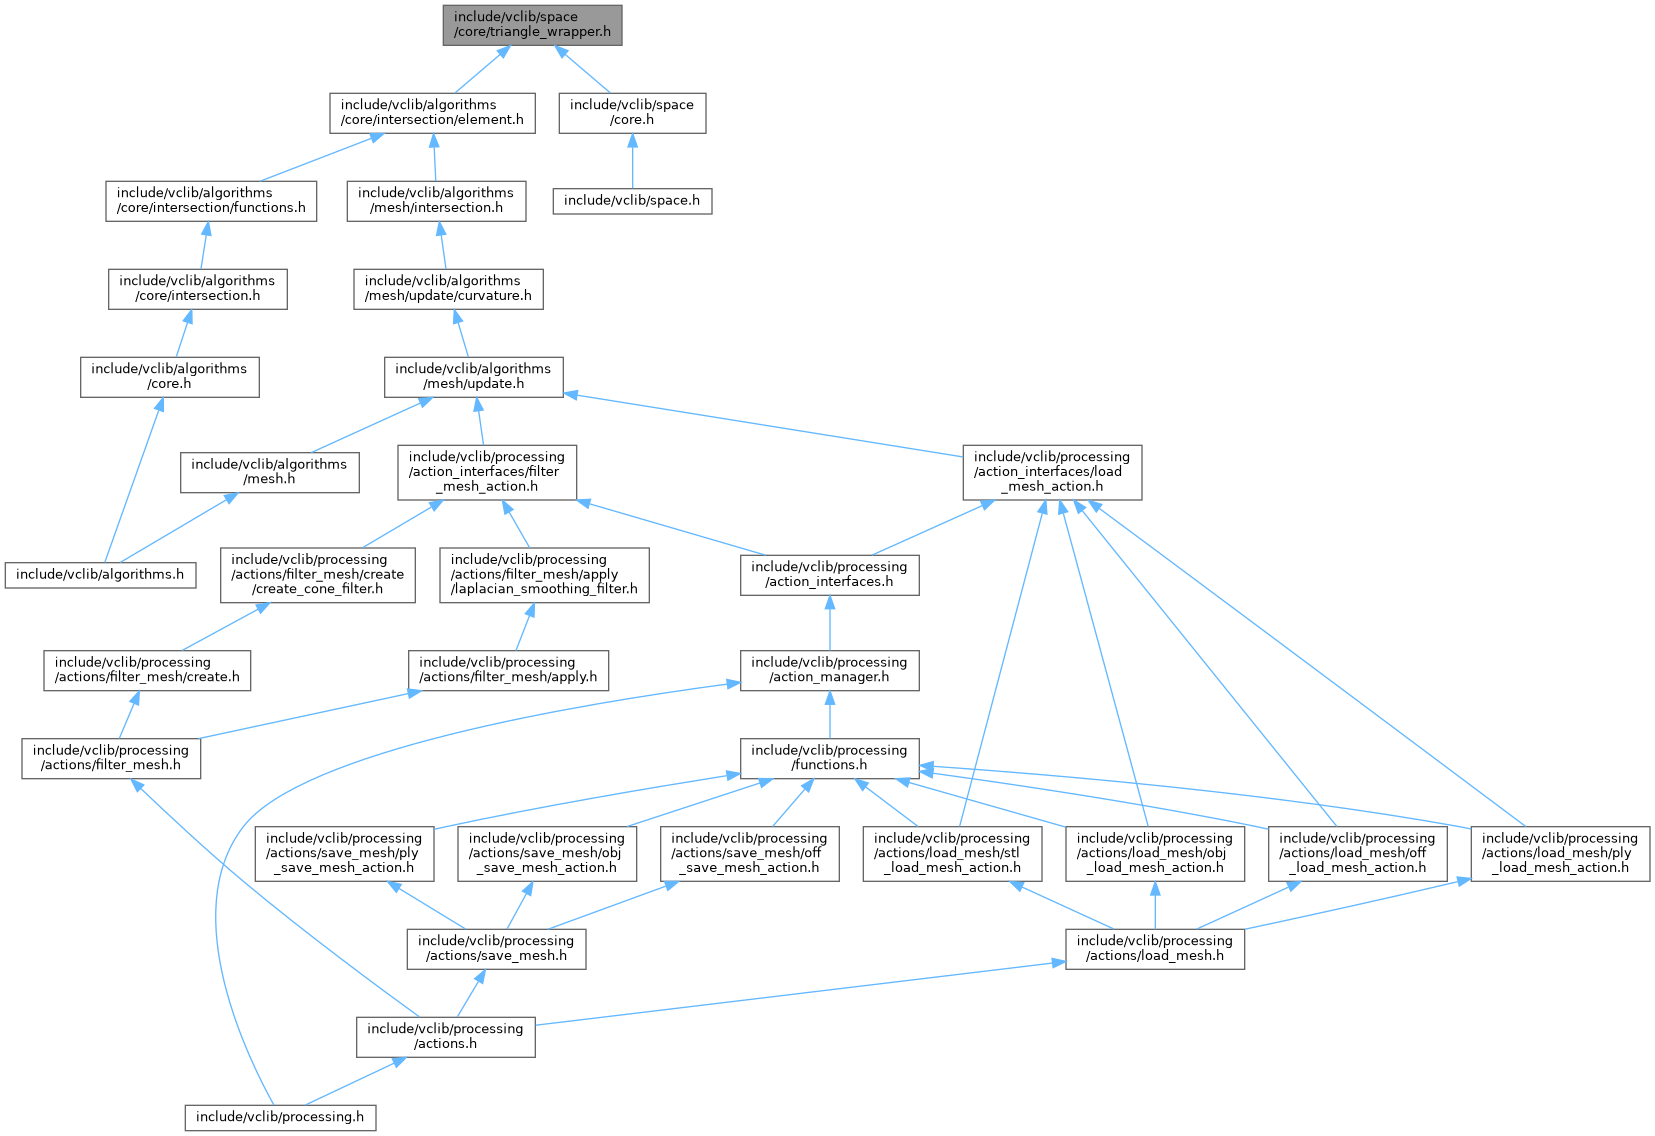 include/vclib/space
/core/triangle_wrapper.h
include/vclib/algorithms
/core/intersection/element.h
include/vclib/space
/core.h
include/vclib/algorithms
/core/intersection/functions.h
include/vclib/algorithms
/mesh/intersection.h
include/vclib/space.h
include/vclib/algorithms
/core/intersection.h
include/vclib/algorithms
/mesh/update/curvature.h
include/vclib/algorithms
/core.h
include/vclib/algorithms
/mesh/update.h
include/vclib/algorithms
/mesh.h
include/vclib/processing
/action_interfaces/filter
_mesh_action.h
include/vclib/processing
/action_interfaces/load
_mesh_action.h
include/vclib/algorithms.h
include/vclib/processing
/actions/filter_mesh/create
/create_cone_filter.h
include/vclib/processing
/actions/filter_mesh/apply
/laplacian_smoothing_filter.h
include/vclib/processing
/action_interfaces.h
include/vclib/processing
/actions/filter_mesh/create.h
include/vclib/processing
/actions/filter_mesh/apply.h
include/vclib/processing
/action_manager.h
include/vclib/processing
/actions/filter_mesh.h
include/vclib/processing
/functions.h
include/vclib/processing
/actions/save_mesh/ply
_save_mesh_action.h
include/vclib/processing
/actions/save_mesh/obj
_save_mesh_action.h
include/vclib/processing
/actions/save_mesh/off
_save_mesh_action.h
include/vclib/processing
/actions/load_mesh/stl
_load_mesh_action.h
include/vclib/processing
/actions/load_mesh/obj
_load_mesh_action.h
include/vclib/processing
/actions/load_mesh/off
_load_mesh_action.h
include/vclib/processing
/actions/load_mesh/ply
_load_mesh_action.h
include/vclib/processing
/actions/save_mesh.h
include/vclib/processing
/actions/load_mesh.h
include/vclib/processing
/actions.h
include/vclib/processing.h